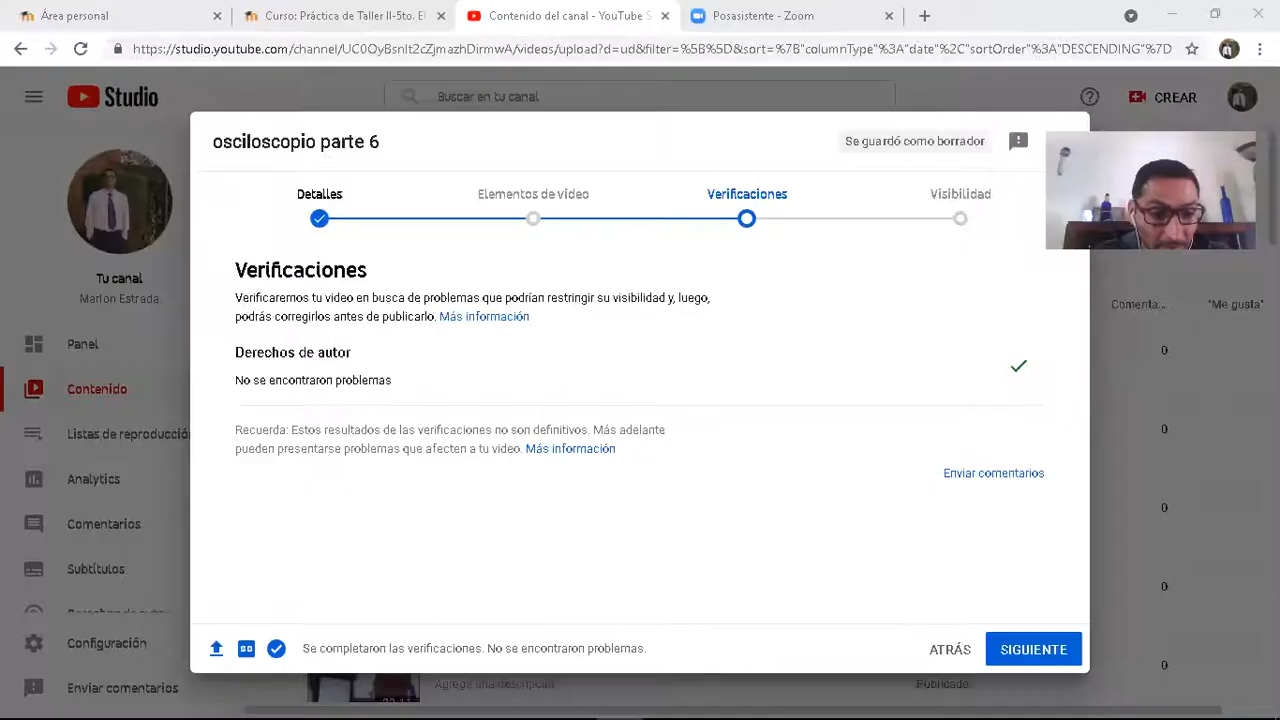 Área personal
Curso: Práctica de Taller II-5to. E
Contenido del canal - YouTube S
Posasistente - Zoom
https://studio.youtube.com/channel/UC0OyBsnIt2cZjmazhDinmwA/videos/upload?d=ud&filter=%5B%5D&sort=%7B"columnType"%3A"date"%2C"sortOrder"%3A"DESCENDING"%7D
Studio
Buscar en tu canal
CREAR
osciloscopio parte 6
Se guardó como borrador
Detalles
Elementos de video
Verificaciones
Visibilidad
Verificaciones
Verificaremos tu video en busca de problemas que podrían restringir su visibilidad y, luego,
podrás corregirlos antes de publicarlo. Más información
Derechos de autor
No se encontraron problemas
Recuerda: Estos resultados de las verificaciones no son definitivos. Más adelante
pueden presentarse problemas que afecten a tu video. Más información
Enviar comentarios
SD
Se completaron las verificaciones. No se encontraron problemas.
ATRÁS
SIGUIENTE
Tu canal
Marlon Estrada
Panel
Contenido
Listas de reproducción
Analytics
Comentarios
Subtítulos
Derechos de autor
Configuración
Enviar comentarios
Comenta...
"Me gusta"
0
0
0
0
0
Agrega una descripción
Publicado